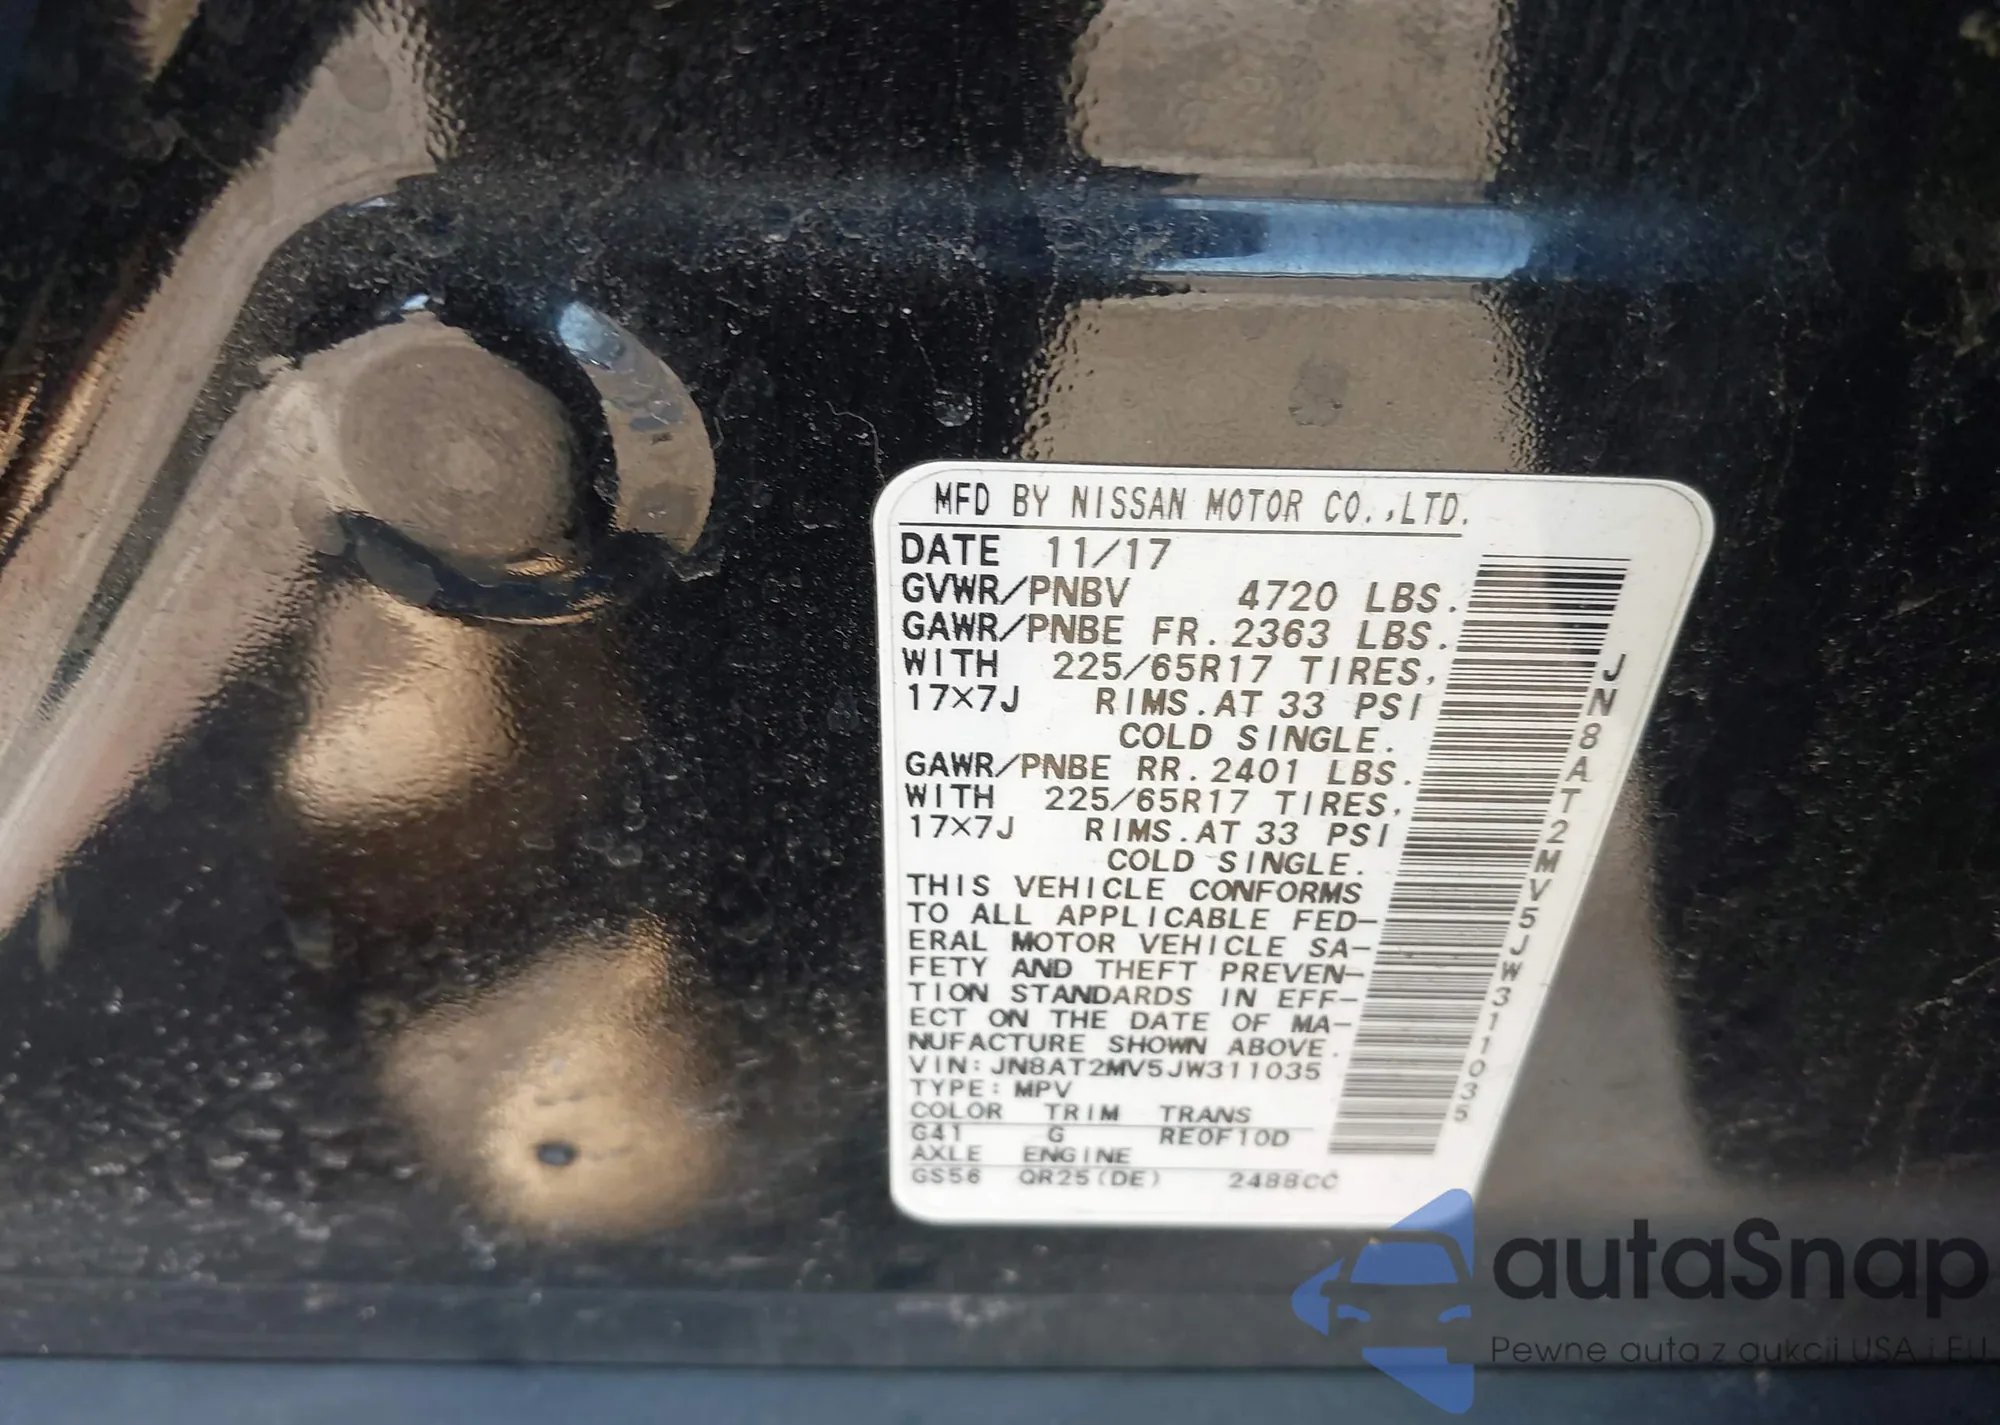 MFD BY NISSAN MOTOR CO.,LTD.
DATE 11/17
GVWR/PNBV 4720 LBS.
GAWR/PNBE FR. 2363 LBS.
WITH 225/65R17 TIRES,
17X7J RIMS.AT 33 PSI
COLD SINGLE.
GAWR/PNBE RR. 2401 LBS.
WITH 225/65R17 TIRES,
17X7J RIMS.AT 33 PSI
COLD SINGLE.
THIS VEHICLE CONFORMS
TO ALL APPLICABLE FED-
ERAL MOTOR VEHICLE SA-
FETY AND THEFT PREVEN-
TION STANDARDS IN EFF-
ECT ON THE DATE OF MA-
NUFACTURE SHOWN ABOVE.
VIN: JN8AT2MV5JW311035
TYPE: MPV
COLOR TRIM TRANS
G41 G RE0F10D
AXLE ENGINE
GS56 QR25(DE) 2488CC
JN8AT2MV5JW311035
autaSnap
Pewne auta z aukcji USA i EU